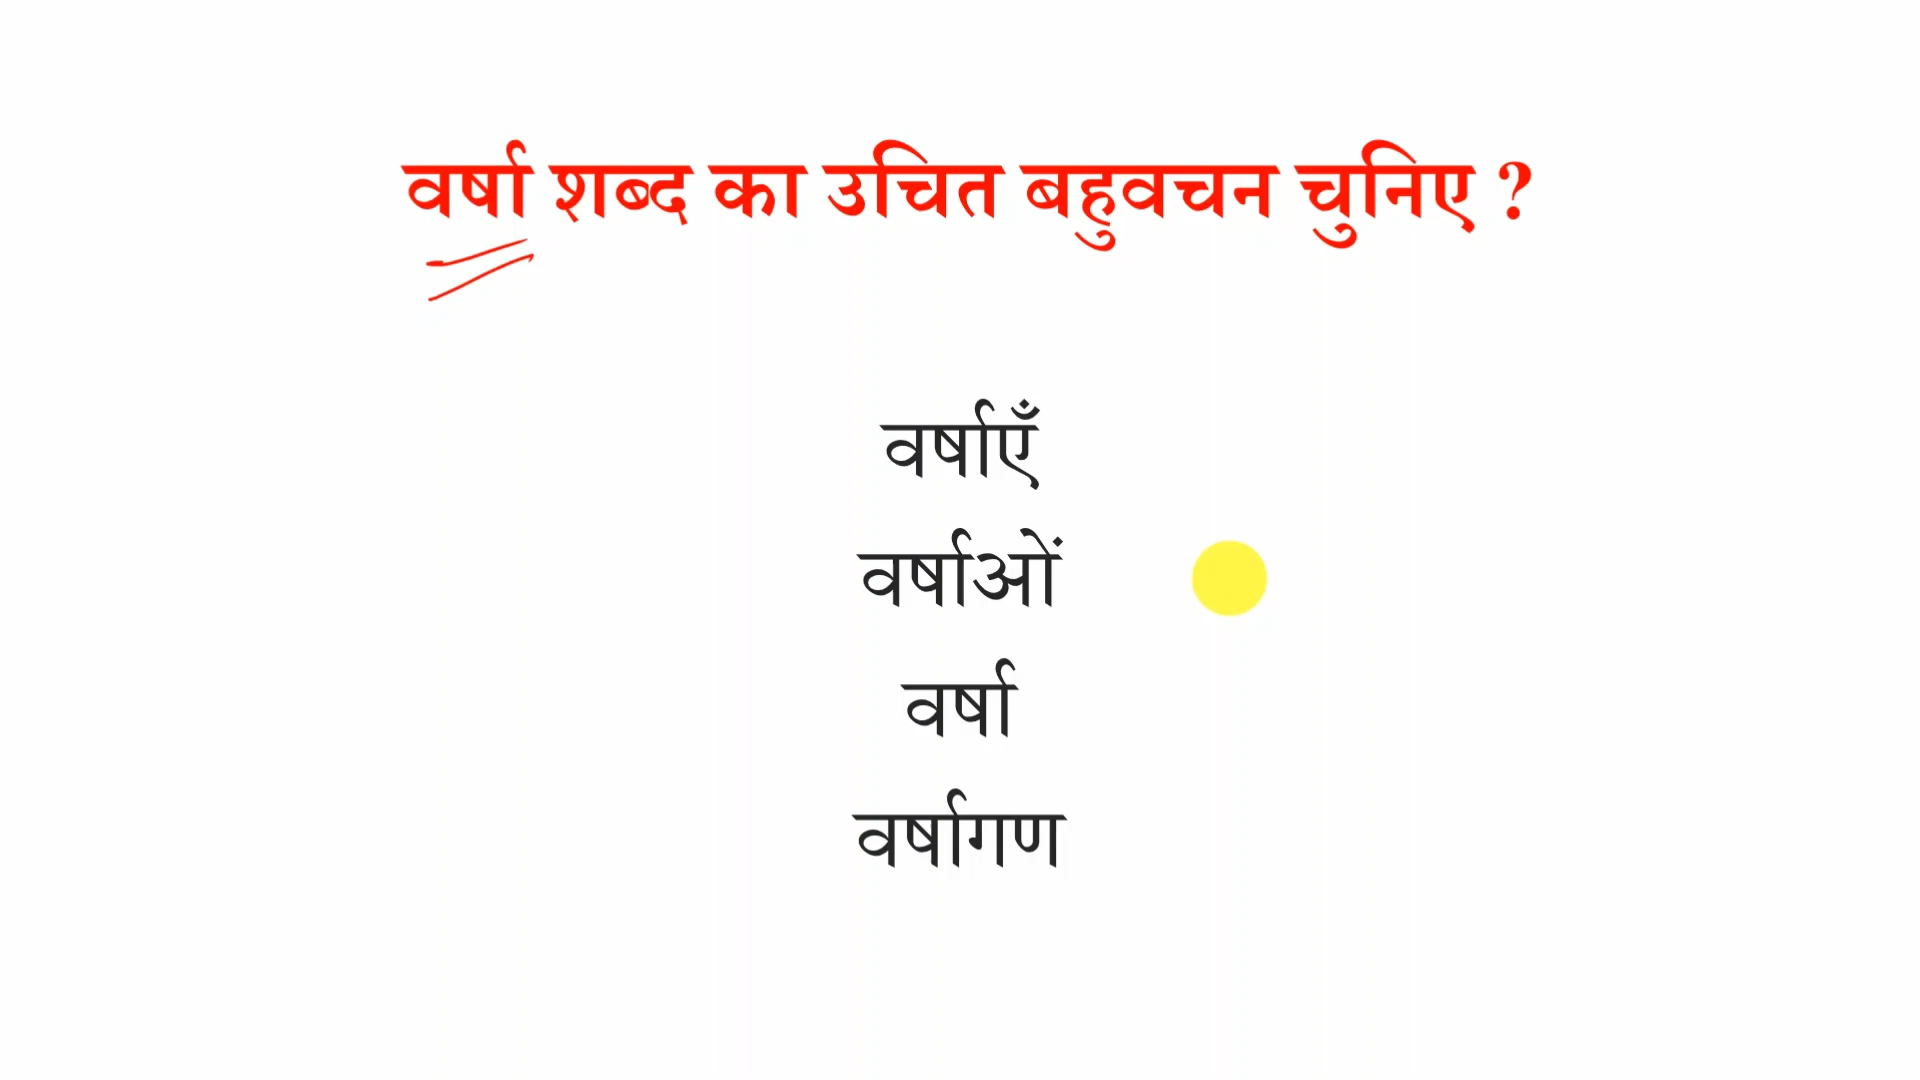 वर्षा शब्द का उचित बहुवचन चुनिए ?
वर्षाएँ
वर्षाओं
वर्षा
वर्षागण